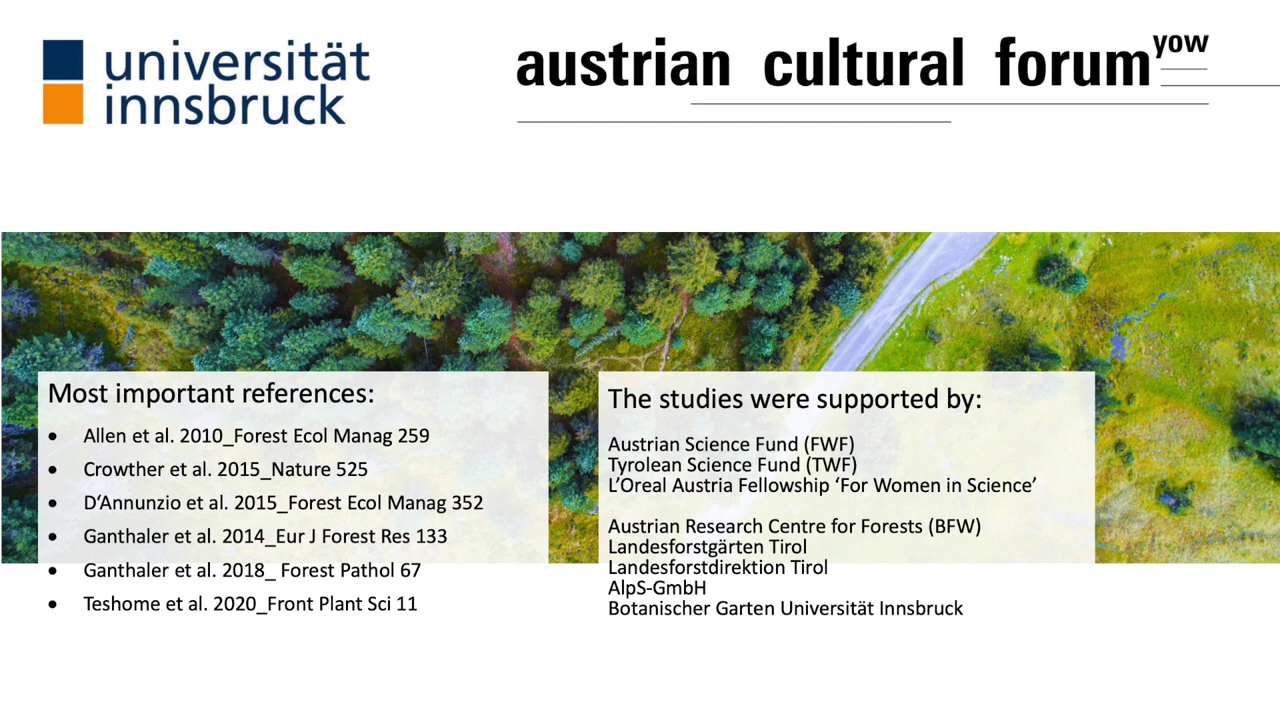 universität
innsbruck
austrian cultural forum yow
Most important references:
• Allen et al. 2010_Forest Ecol Manag 259
• Crowther et al. 2015_Nature 525
• D‘Annunzio et al. 2015_Forest Ecol Manag 352
• Ganthaler et al. 2014_Eur J Forest Res 133
• Ganthaler et al. 2018_ Forest Pathol 67
• Teshome et al. 2020_Front Plant Sci 11
The studies were supported by:
Austrian Science Fund (FWF)
Tyrolean Science Fund (TWF)
L’Oreal Austria Fellowship ‘For Women in Science’
Austrian Research Centre for Forests (BFW)
Landesforstgärten Tirol
Landesforstdirektion Tirol
AlpS-GmbH
Botanischer Garten Universität Innsbruck